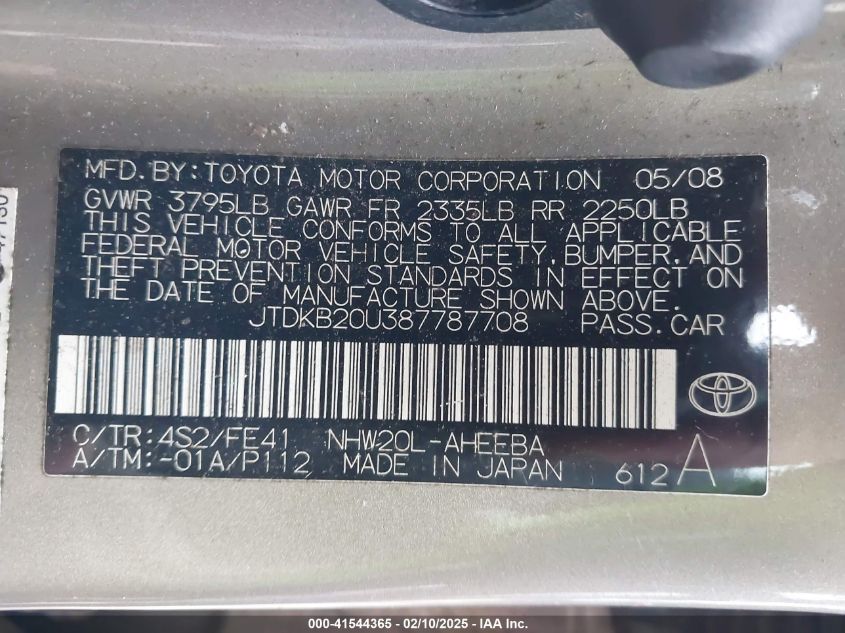 MFD.BY:TOYOTA MOTOR CORPORATION 05/08
GVWR 3795LB GAWR FR 2335LB RR 2250LB
THIS VEHICLE CONFORMS TO ALL APPLICABLE
FEDERAL MOTOR VEHICLE SAFETY,BUMPER,AND
THEFT PREVENTION STANDARDS IN EFFECT ON
THE DATE OF MANUFACTURE SHOWN ABOVE.
JTDKB20U387787708 PASS.CAR
C/TR:4S2/FE41 NHW20L-AHEEBA
A/TM:-01A/P112 MADE IN JAPAN 612 A
000-41544365 - 02/10/2025 - IAA Inc.